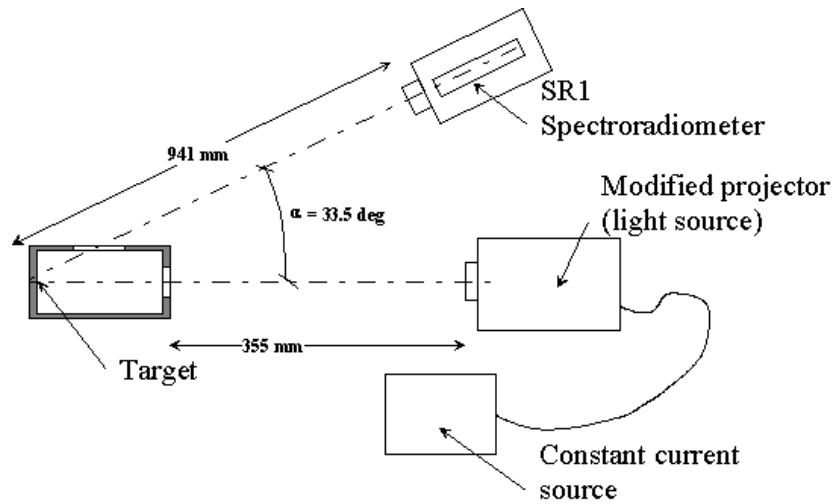 SR1
Spectroradiometer
941 mm
Modified projector
(light source)
α = 33.5 deg
355 mm
Target
Constant current
source